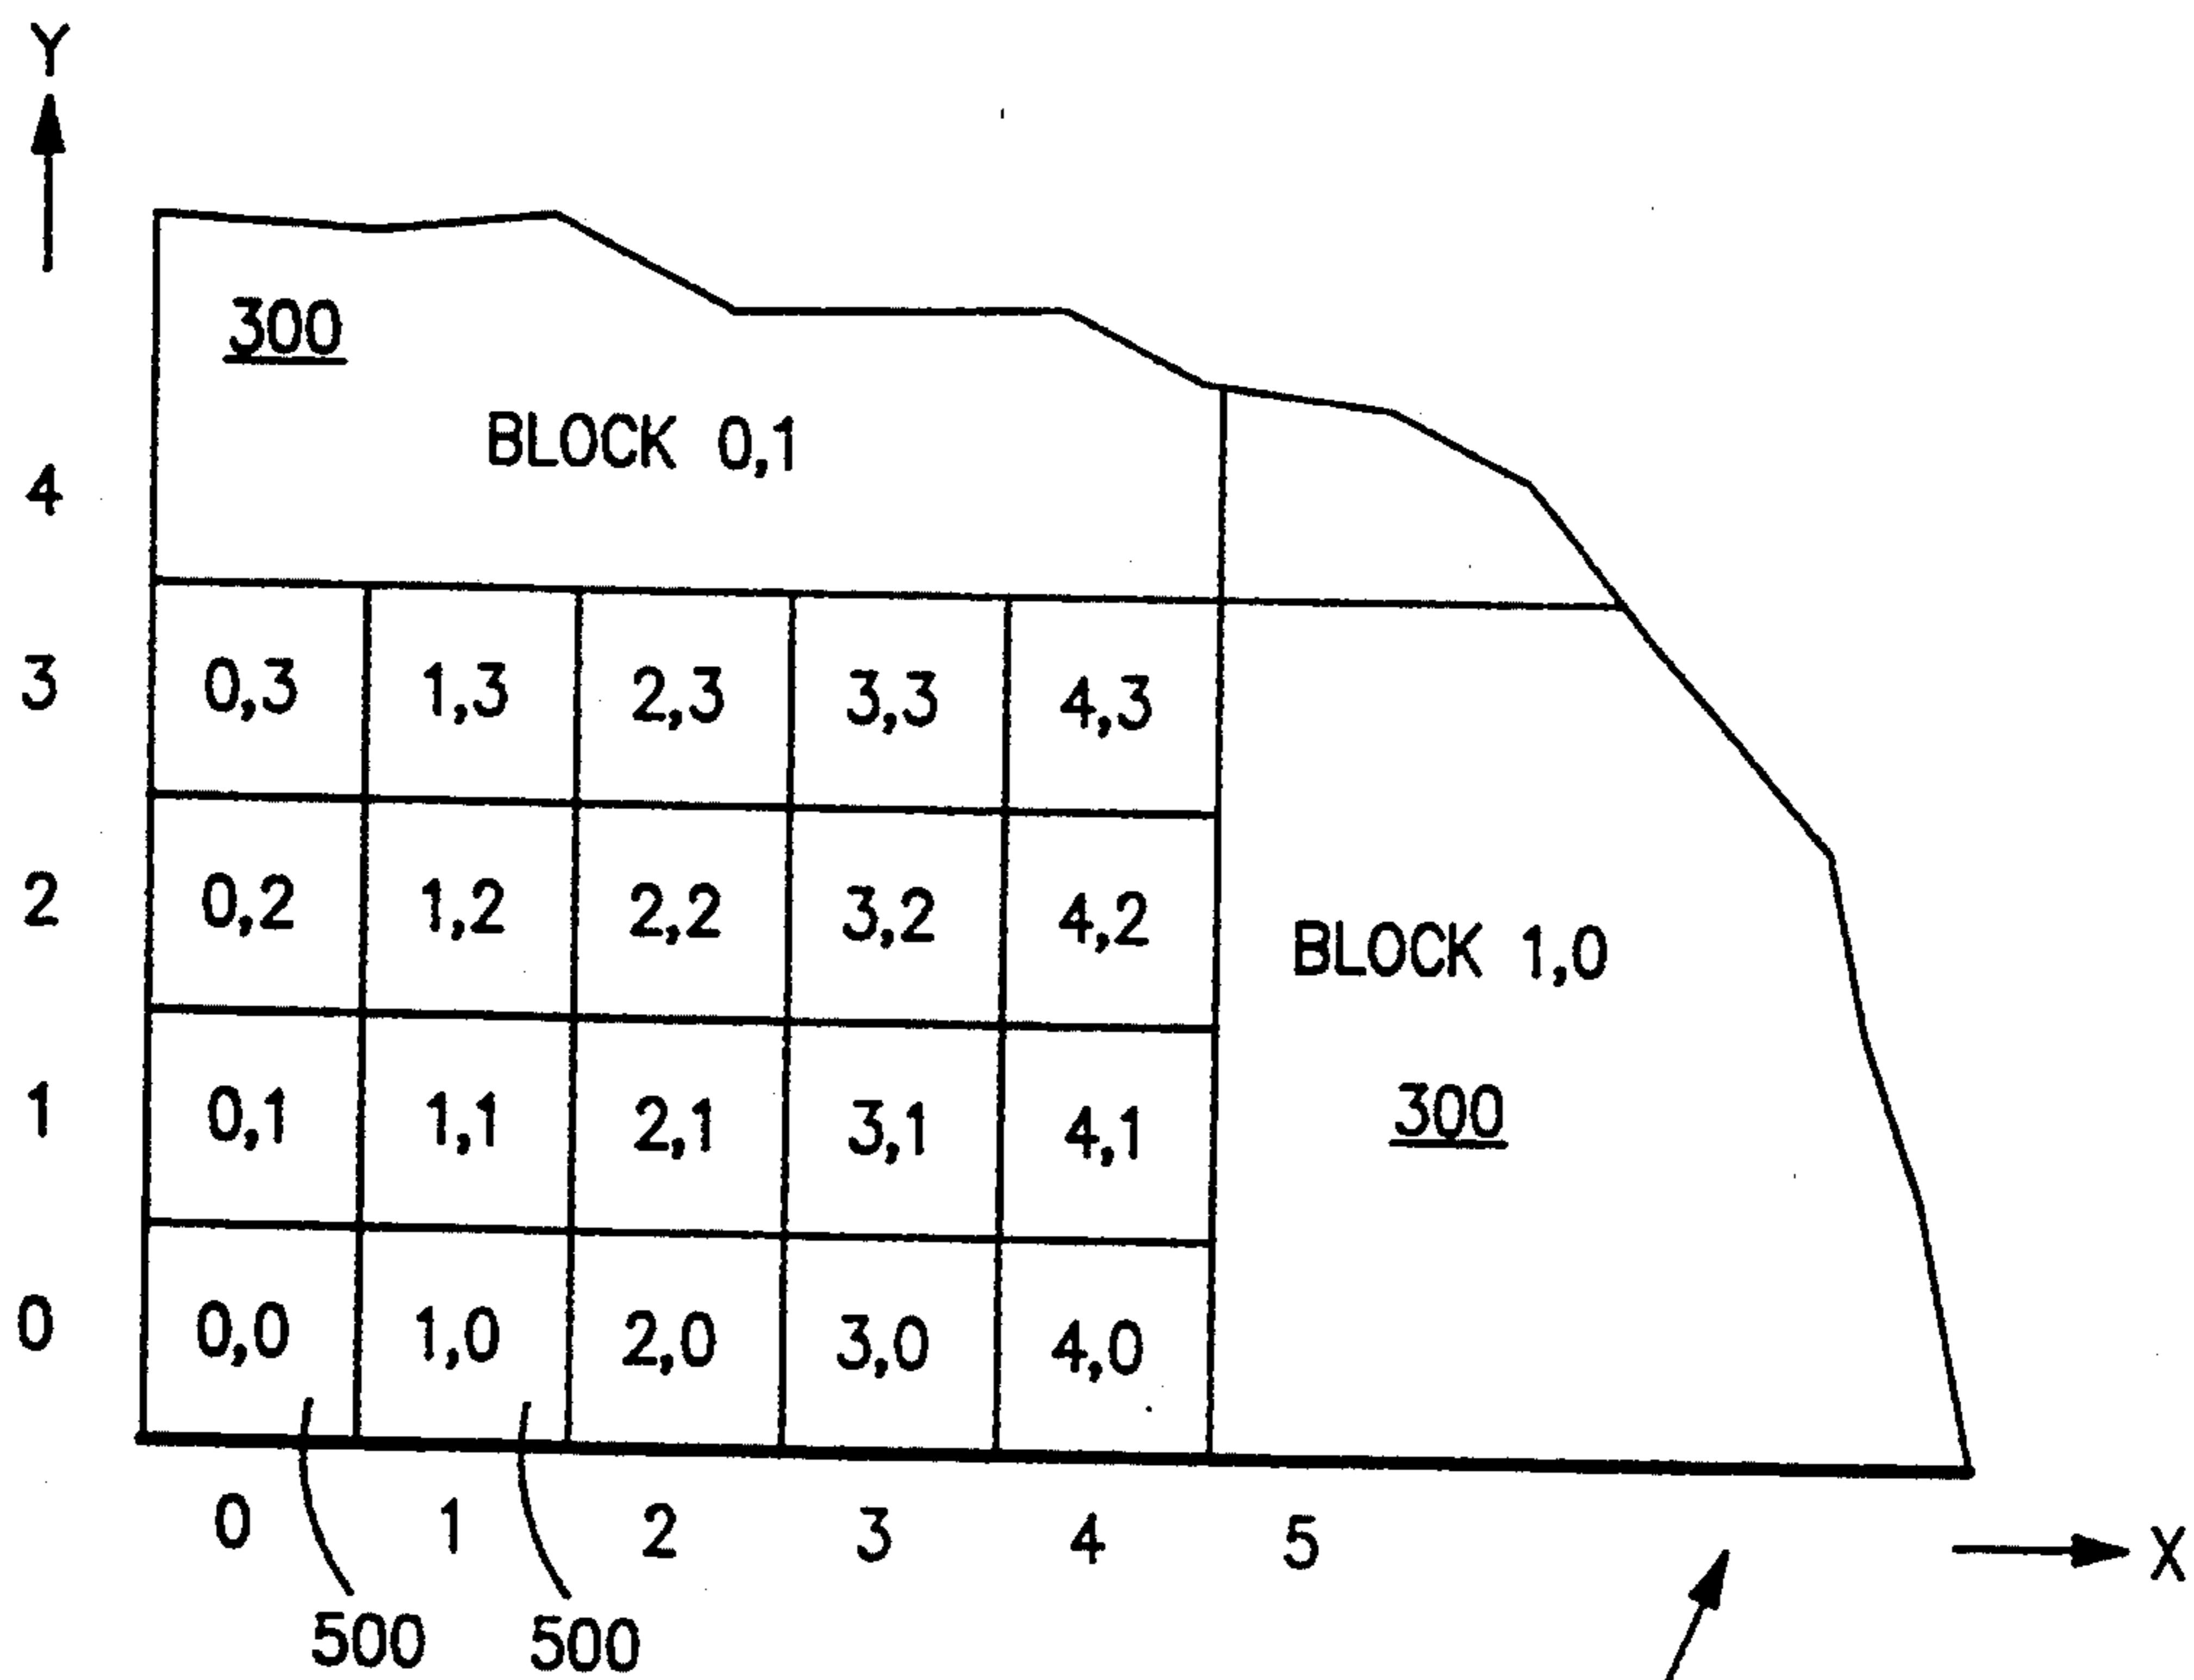 Y
300
BLOCK 0,1
4
3 0,3 1,3 2,3 3,3 4,3
2 0,2 1,2 2,2 3,2 4,2
BLOCK 1,0
1 0,1 1,1 2,1 3,1 4,1
300
0 0,0 1,0 2,0 3,0 4,0
0 1 2 3 4 5 X
500 500